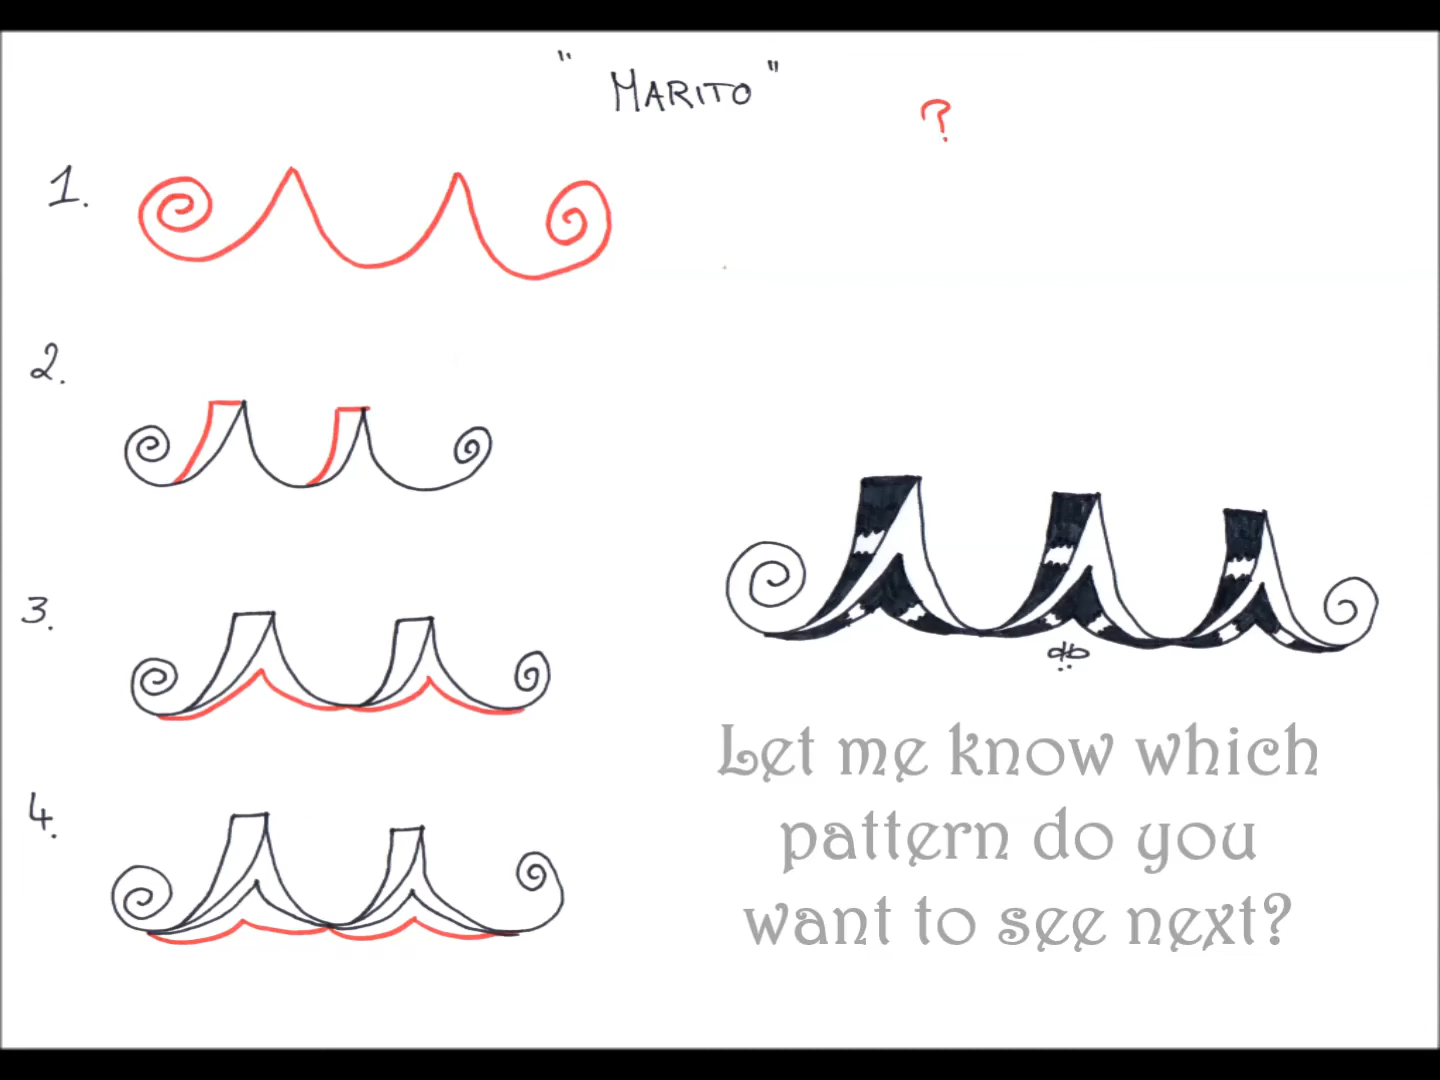 "MARITO"
?
1.
2.
3.
4.
Let me know which
pattern do you
want to see next?